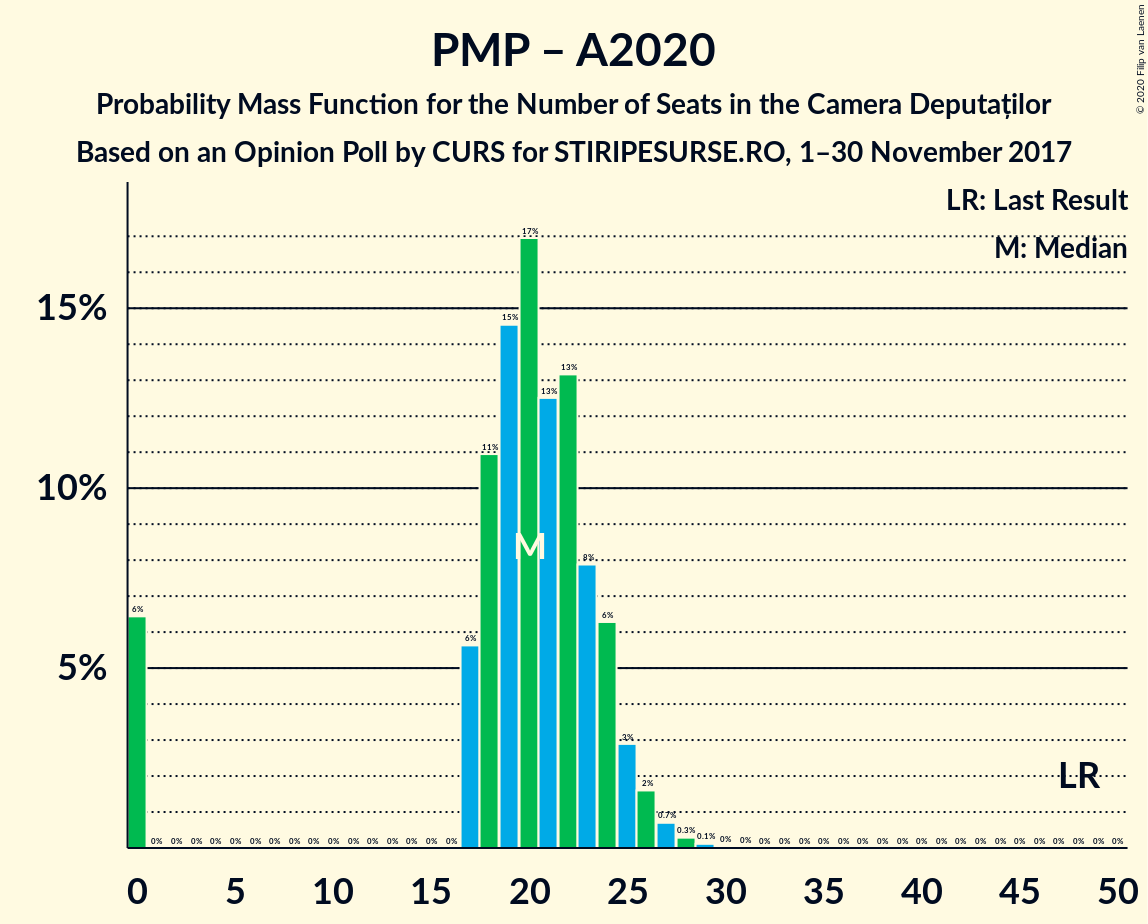 PMP – A2020
Probability Mass Function for the Number of Seats in the Camera Deputaților
Based on an Opinion Poll by CURS for STIRIPESURSE.RO, 1–30 November 2017
© 2020 Filip van Laenen
LR: Last Result
M: Median
15%
10%
5%
6% 0% 0% 0% 0% 0% 0% 0% 0% 0% 0% 0% 0% 0% 0% 0% 0% 6% 11% 15% 17% 13% 13% 8% 6% 3% 2% 0.7% 0.3% 0.1% 0% 0% 0% 0% 0% 0% 0% 0% 0% 0% 0% 0% 0% 0% 0% 0% 0% 0% 0% 0% 0%
M
LR
0 5 10 15 20 25 30 35 40 45 50